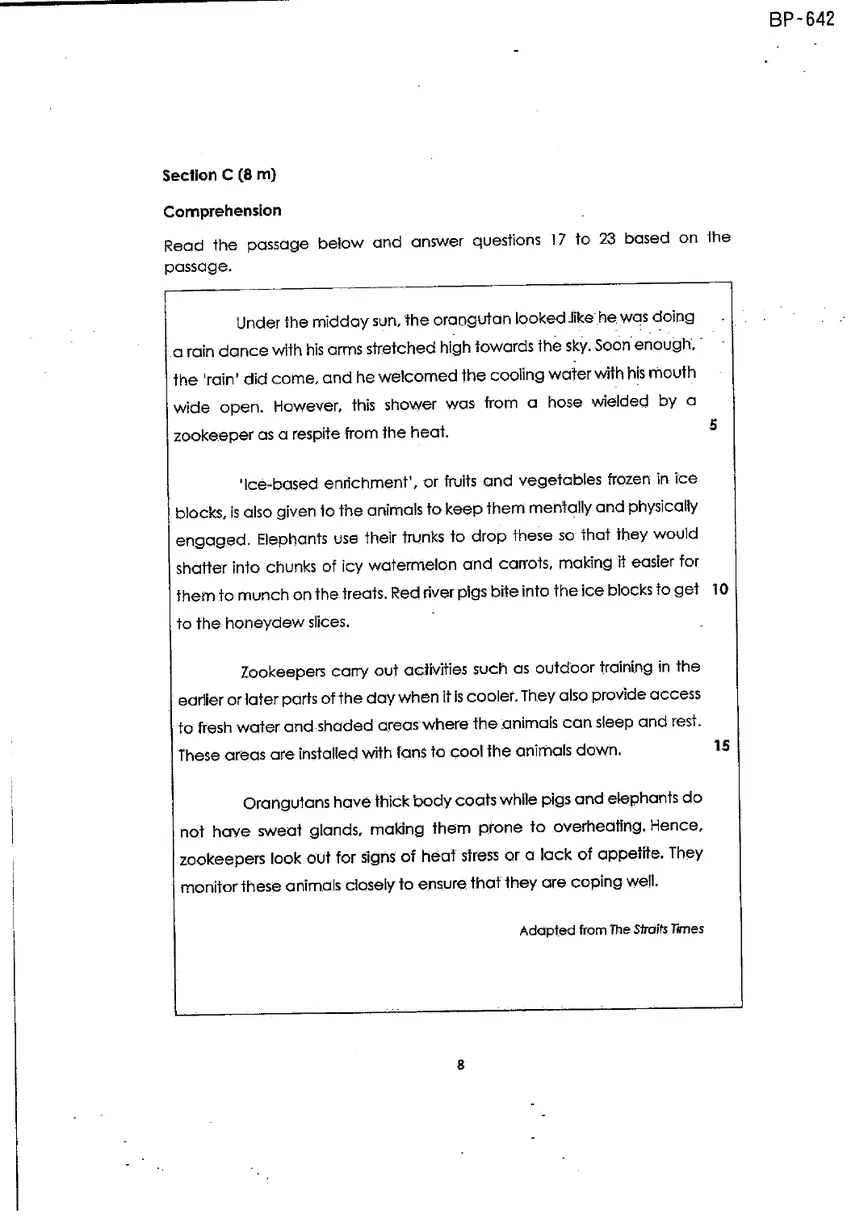 BP-642
Section C (8 m)
Comprehension
Read the passage below and answer questions 17 to 23 based on the
passage.
Under the midday sun, the orangutan looked like he was doing
a rain dance with his arms stretched high towards the sky. Soon enough,
the 'rain' did come, and he welcomed the cooling water with his mouth
wide open. However, this shower was from a hose wielded by a
zookeeper as a respite from the heat. 5
'Ice-based enrichment', or fruits and vegetables frozen in ice
blocks, is also given to the animals to keep them mentally and physically
engaged. Elephants use their trunks to drop these so that they would
shatter into chunks of icy watermelon and carrots, making it easier for
them to munch on the treats. Red river pigs bite into the ice blocks to get 10
to the honeydew slices.
Zookeepers carry out activities such as outdoor training in the
earlier or later parts of the day when it is cooler. They also provide access
to fresh water and shaded areas where the animals can sleep and rest.
These areas are installed with fans to cool the animals down. 15
Orangutans have thick body coats while pigs and elephants do
not have sweat glands, making them prone to overheating. Hence,
zookeepers look out for signs of heat stress or a lack of appetite. They
monitor these animals closely to ensure that they are coping well.
Adapted from The Straits Times
8